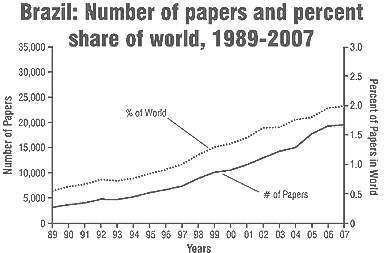 Brazil: Number of papers and percent
share of world, 1989-2007
35,000
30,000
25,000
20,000
15,000
10,000
5,000
0
Number of Papers
3.0
2.5
2.0
1.5
1.0
0.5
0
Percent of Papers in World
% of World
# of Papers
89 90 91 92 93 94 95 96 97 98 99 00 01 02 03 04 05 06 07
Years